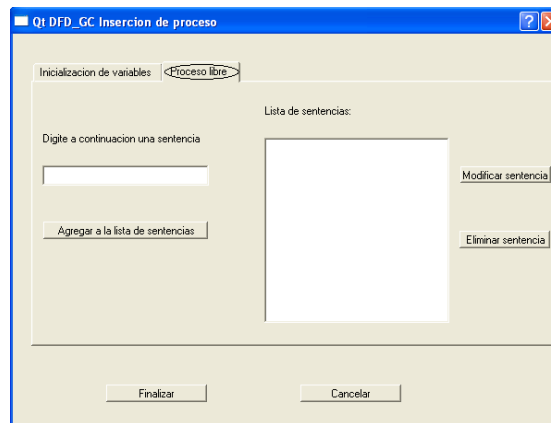 Qt DFD_GC Insercion de proceso
Inicializacion de variables
Proceso libre
Lista de sentencias:
Digite a continuacion una sentencia
Modificar sentencia
Agregar a la lista de sentencias
Eliminar sentencia
Finalizar
Cancelar